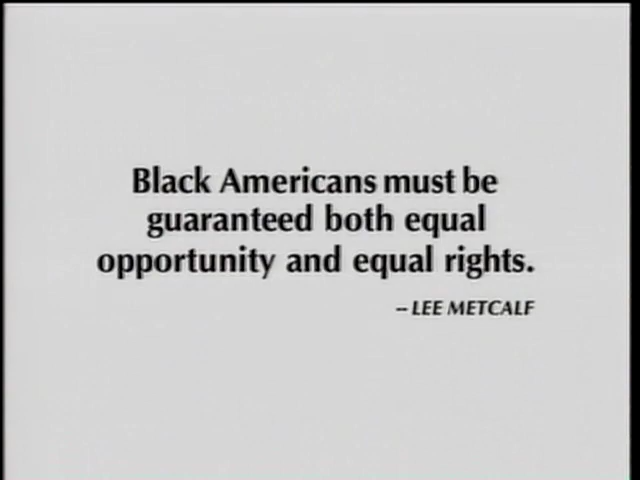 Black Americans must be
guaranteed both equal
opportunity and equal rights.
– LEE METCALF